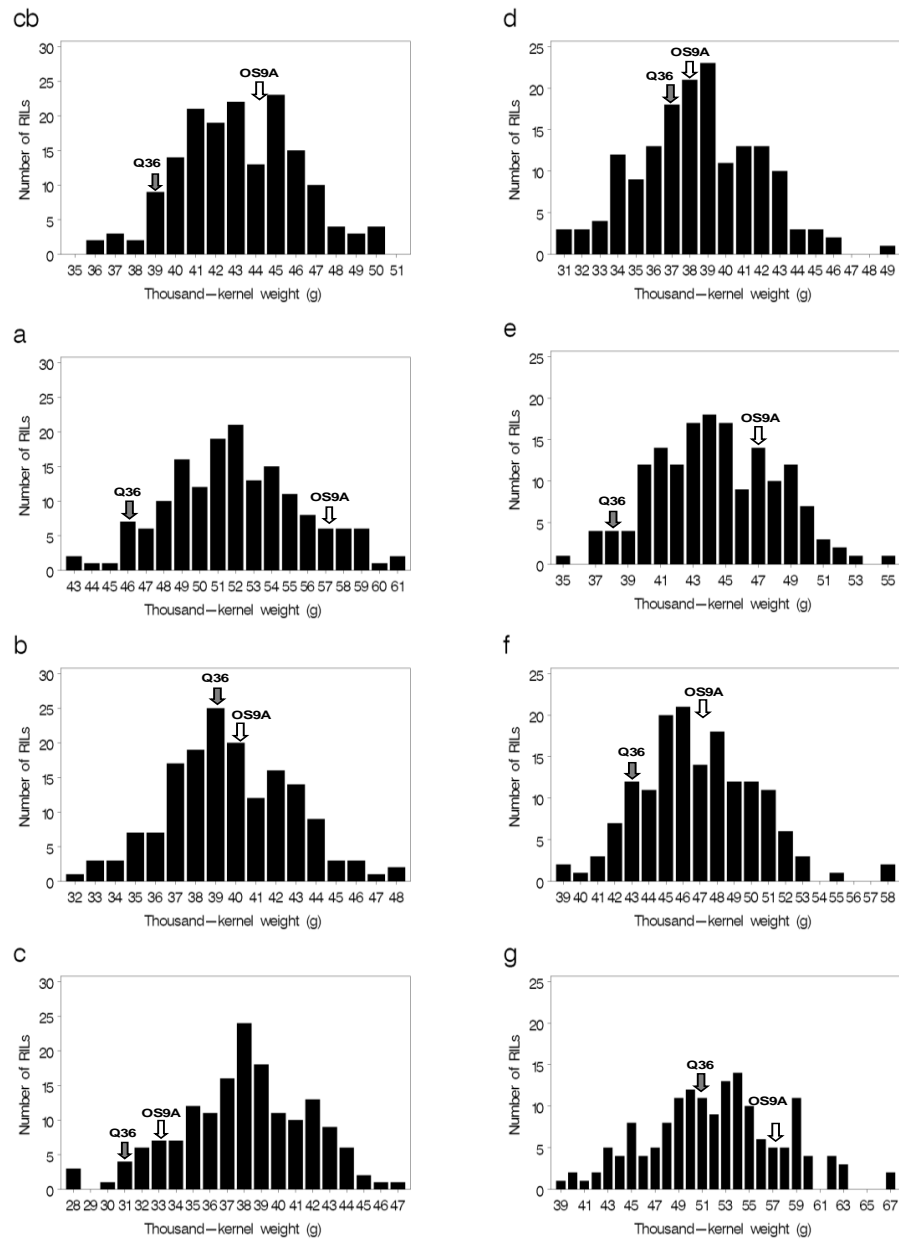 cb
30
25
20
15
10
5
0
Number of RILs
OS9A
Q36
35 36 37 38 39 40 41 42 43 44 45 46 47 48 49 50 51
Thousand—kernel weight (g)
a
30
25
20
15
10
5
0
Number of RILs
Q36
OS9A
43 44 45 46 47 48 49 50 51 52 53 54 55 56 57 58 59 60 61
Thousand—kernel weight (g)
b
30
25
20
15
10
5
0
Number of RILs
Q36
OS9A
32 33 34 35 36 37 38 39 40 41 42 43 44 45 46 47 48
Thousand—kernel weight (g)
c
30
25
20
15
10
5
0
Number of RILs
OS9A
Q36
28 29 30 31 32 33 34 35 36 37 38 39 40 41 42 43 44 45 46 47
Thousand—kernel weight (g)
d
25
20
15
10
5
0
Number of RILs
OS9A
Q36
31 32 33 34 35 36 37 38 39 40 41 42 43 44 45 46 47 48 49
Thousand—kernel weight (g)
e
25
20
15
10
5
0
Number of RILs
OS9A
Q36
35 37 39 41 43 45 47 49 51 53 55
Thousand—kernel weight (g)
f
25
20
15
10
5
0
Number of RILs
OS9A
Q36
39 40 41 42 43 44 45 46 47 48 49 50 51 52 53 54 55 56 57 58
Thousand—kernel weight (g)
g
25
20
15
10
5
0
Number of RILs
Q36
OS9A
39 41 43 45 47 49 51 53 55 57 59 61 63 65 67
Thousand—kernel weight (g)